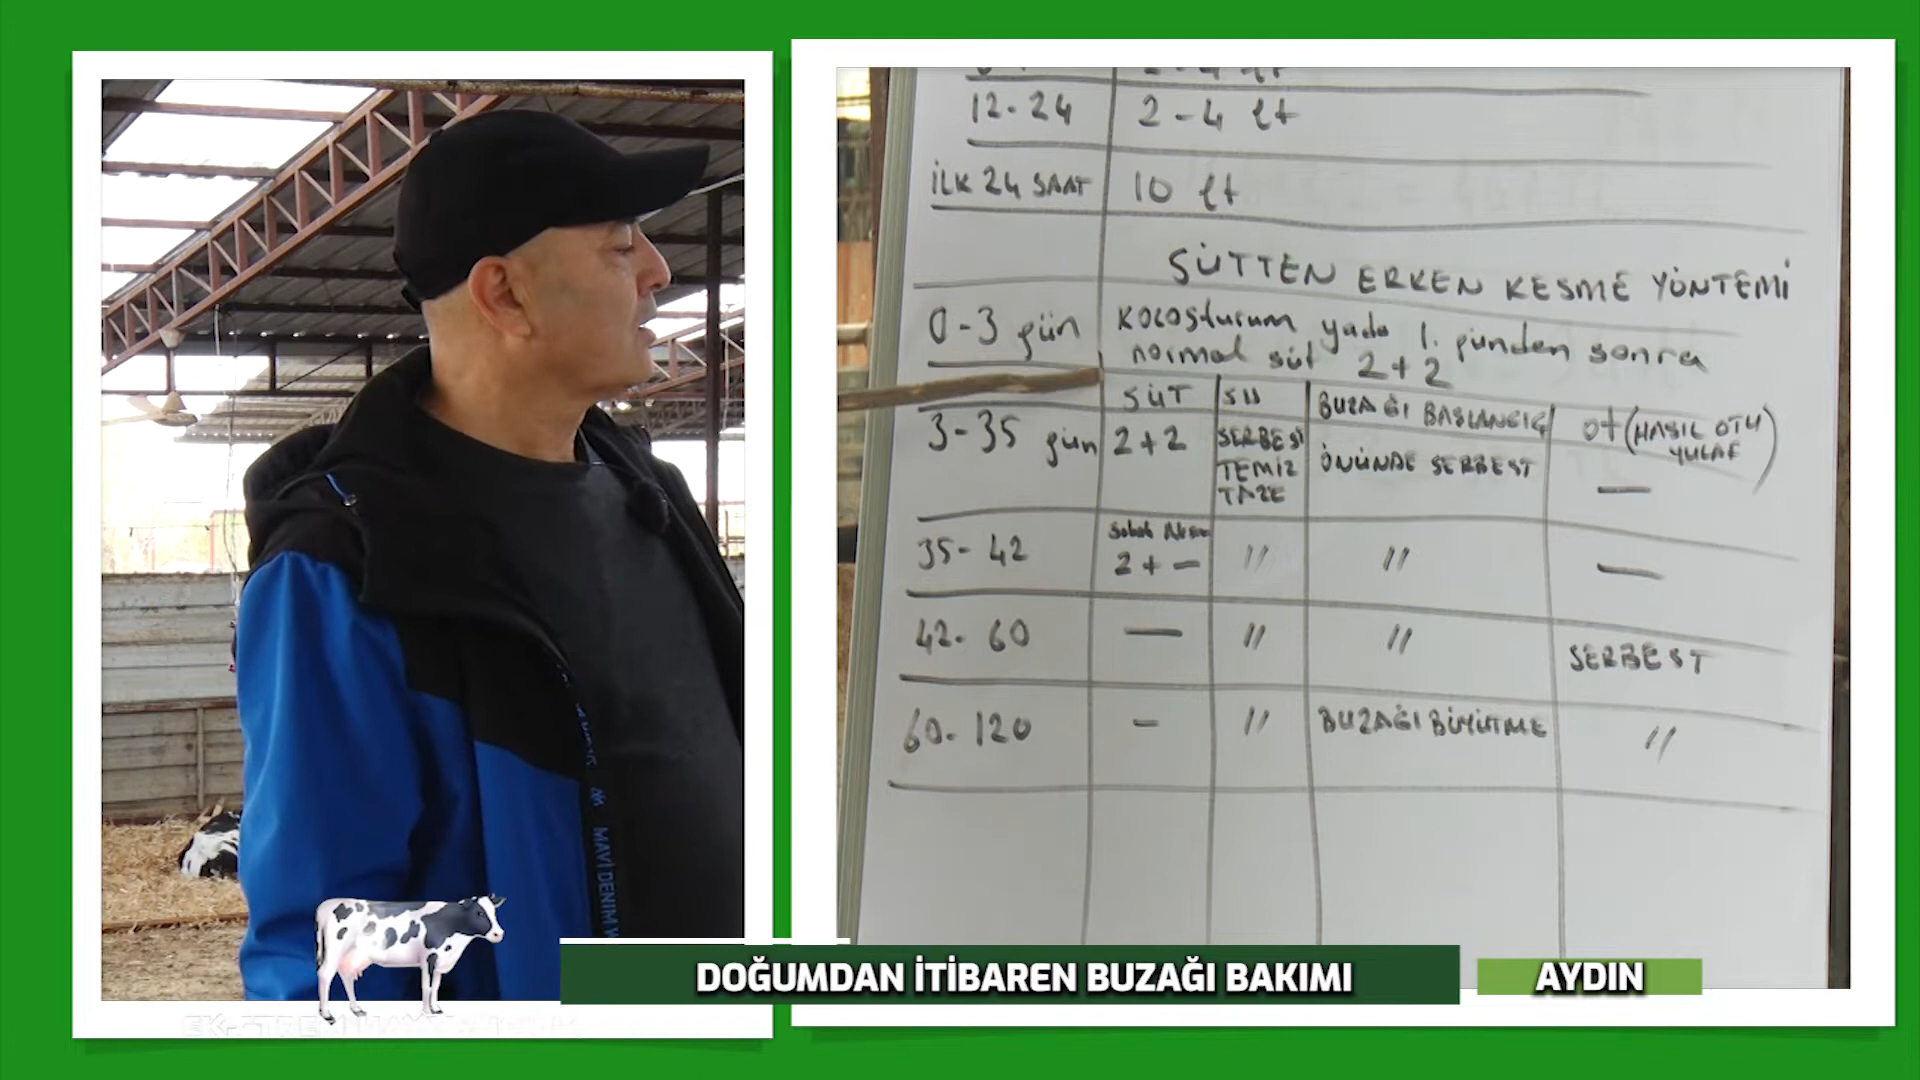 12-24 2-4 lt
İLK 24 SAAT 10 lt
SÜTTEN ERKEN KESME YÖNTEMİ
0-3 gün KOLOSTURUM yada 1. günden sonra
normal süt 2+2
SÜT SU BUZAĞI BAŞLANGIÇ ot (HASIL OTU
YULAF)
3-35 gün 2+2 SERBEST ÖNÜNDE SERBEST —
TEMİZ
TAZE
Sabah Akşam
35-42 2+— // // —
42-60 — // // SERBEST
60-120 - // BUZAĞI BÜYÜTME //
MAVİ DENIM
DOĞUMDAN İTİBAREN BUZAĞI BAKIMI
AYDIN